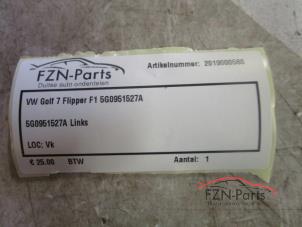 FZN-Parts
Duitse auto onderdelen
Artikelnummer: 2019000565
VW Golf 7 Flipper F1 5G0951527A
5G0951527A Links
LOC: Vk
€ 25.00 BTW Aantal: 1
FZN-Parts